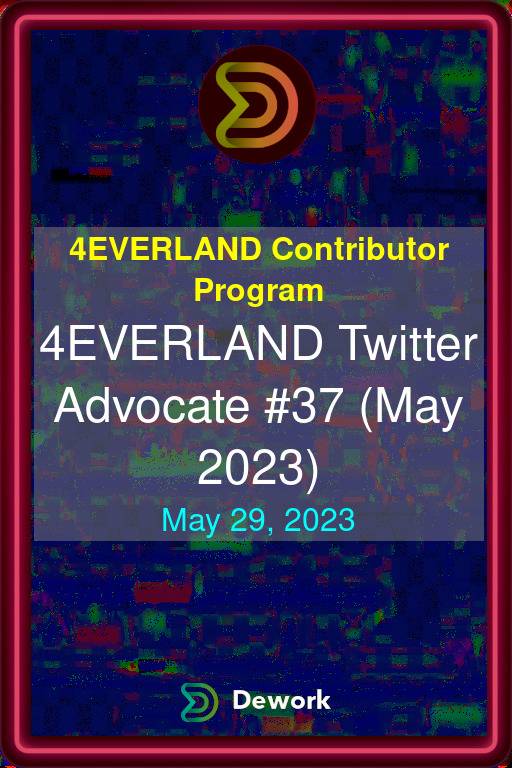 4EVERLAND Contributor
Program
4EVERLAND Twitter
Advocate #37 (May
2023)
May 29, 2023
Dework